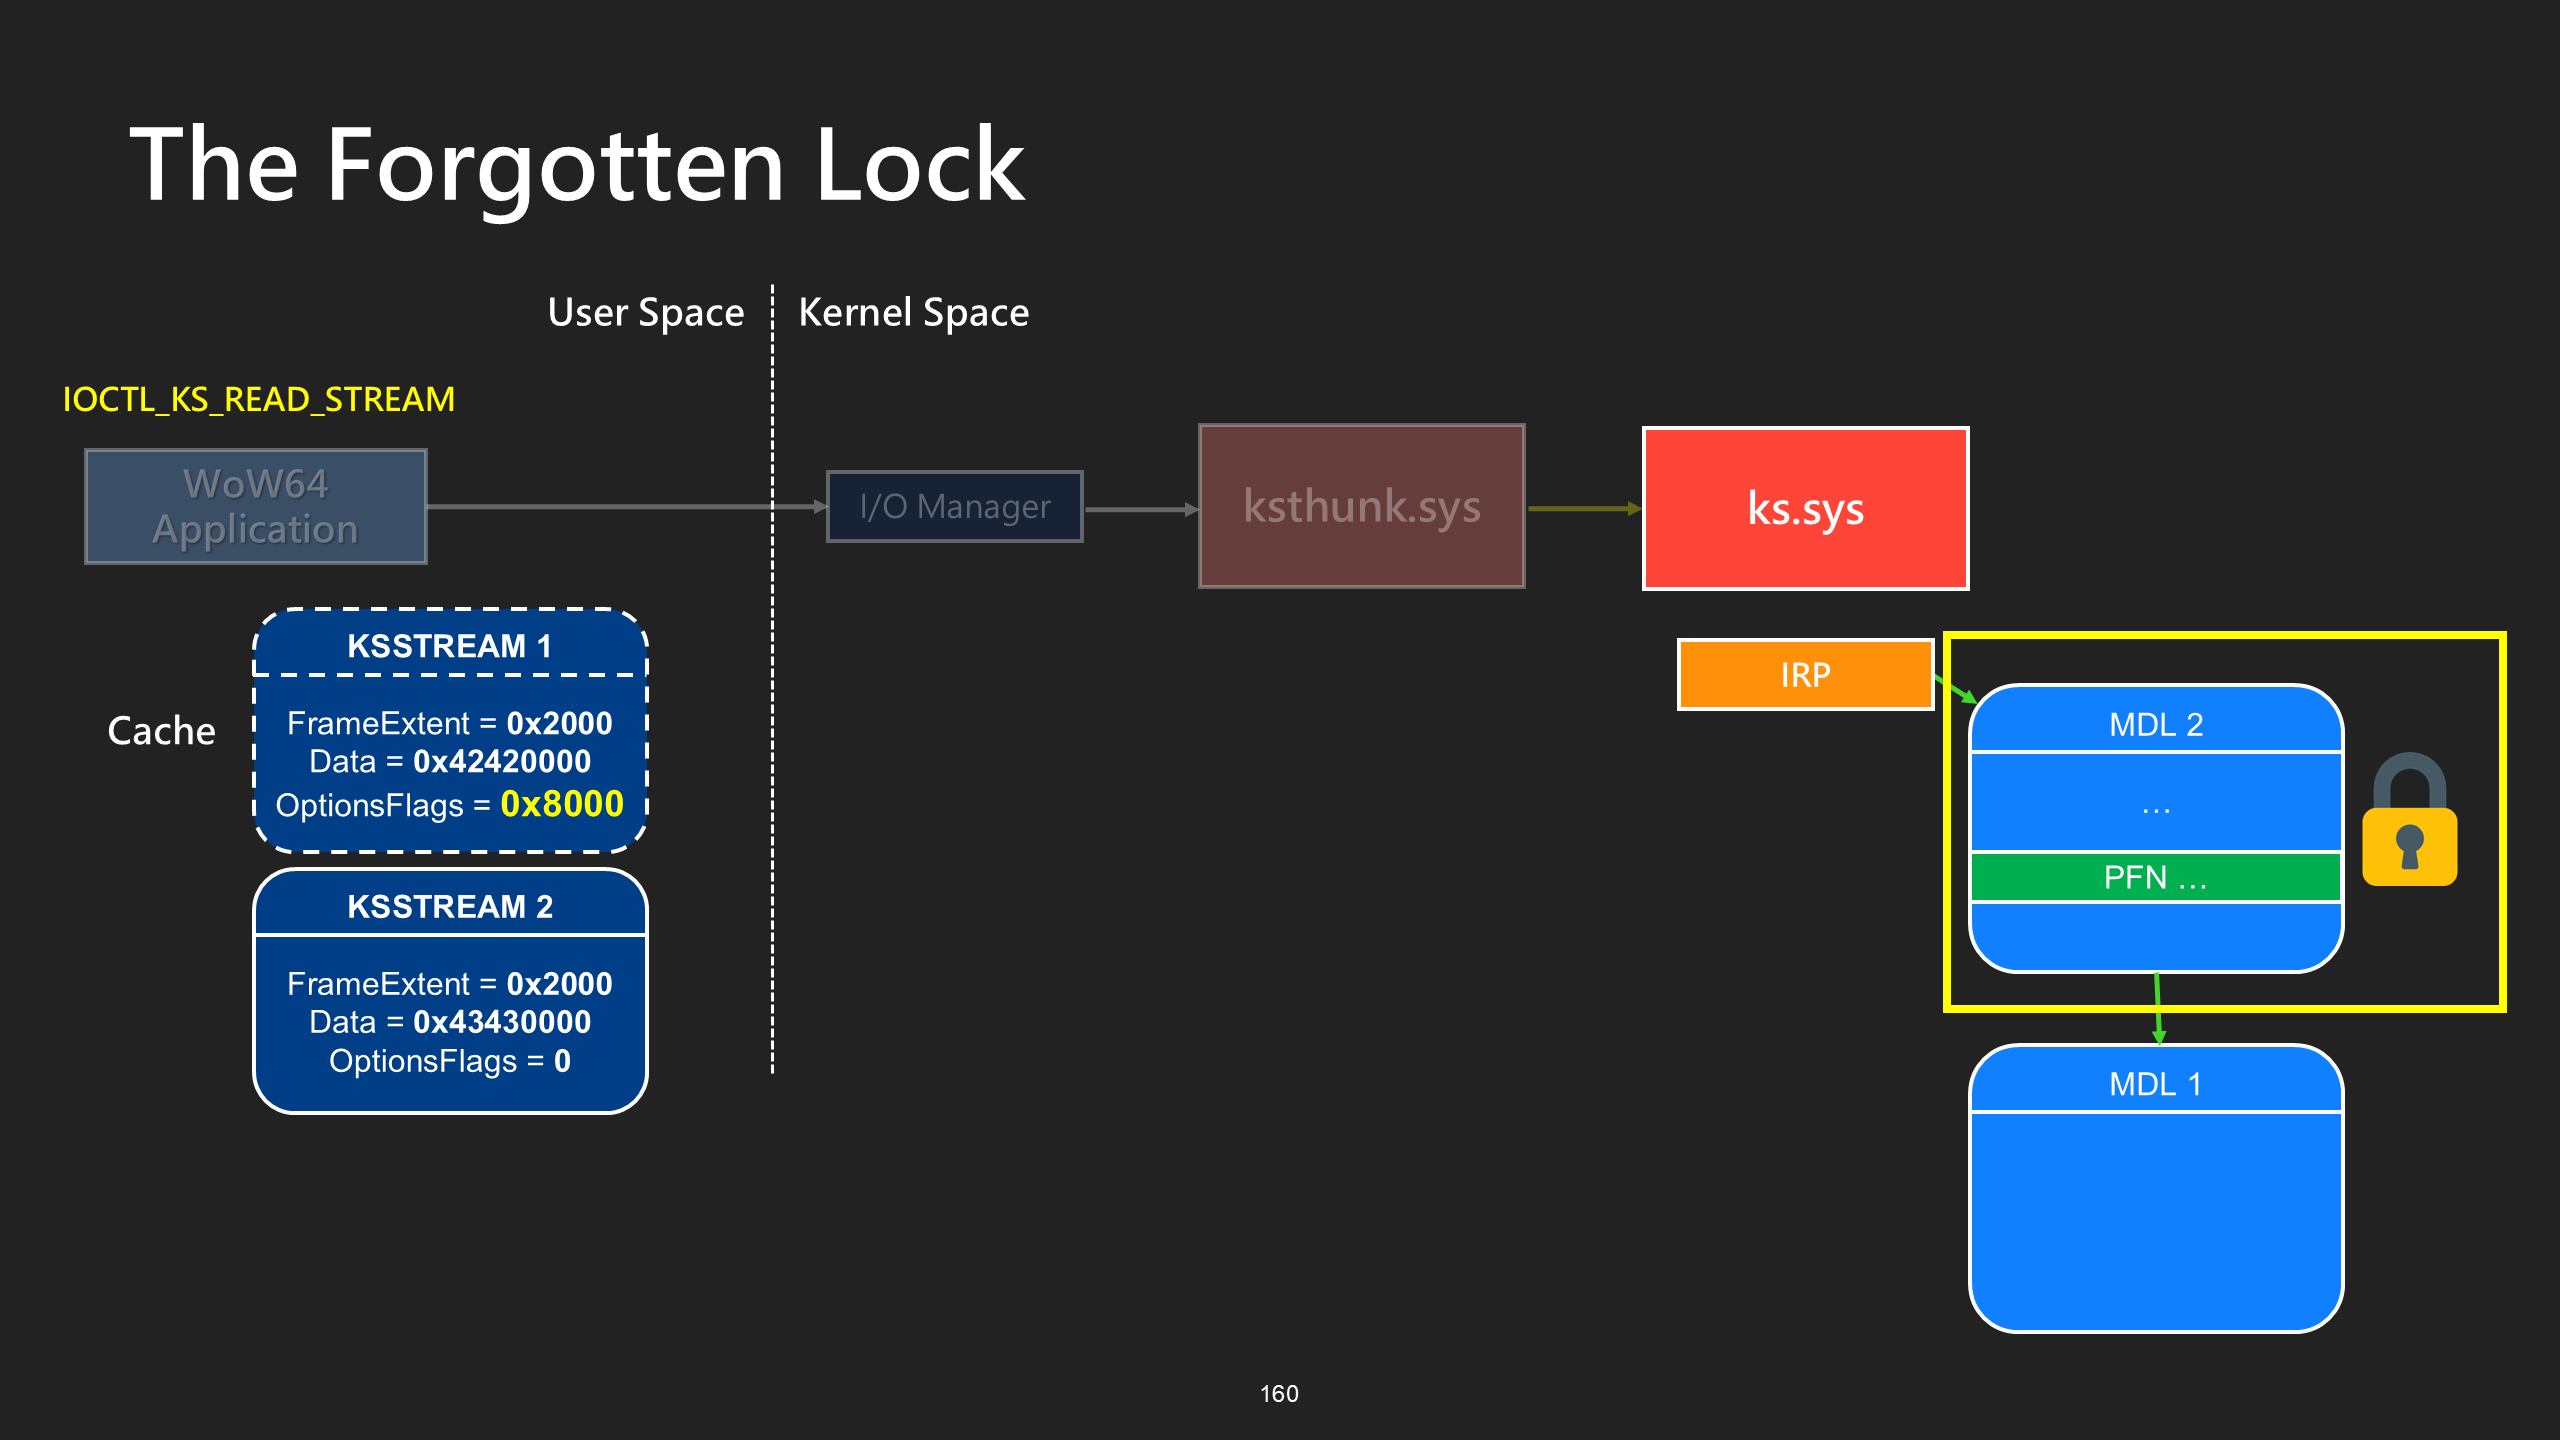 The Forgotten Lock
User Space
Kernel Space
IOCTL_KS_READ_STREAM
WoW64
Application
I/O Manager
ksthunk.sys
ks.sys
Cache
KSSTREAM 1
FrameExtent = 0x2000
Data = 0x42420000
OptionsFlags = 0x8000
KSSTREAM 2
FrameExtent = 0x2000
Data = 0x43430000
OptionsFlags = 0
IRP
MDL 2
…
PFN …
MDL 1
160